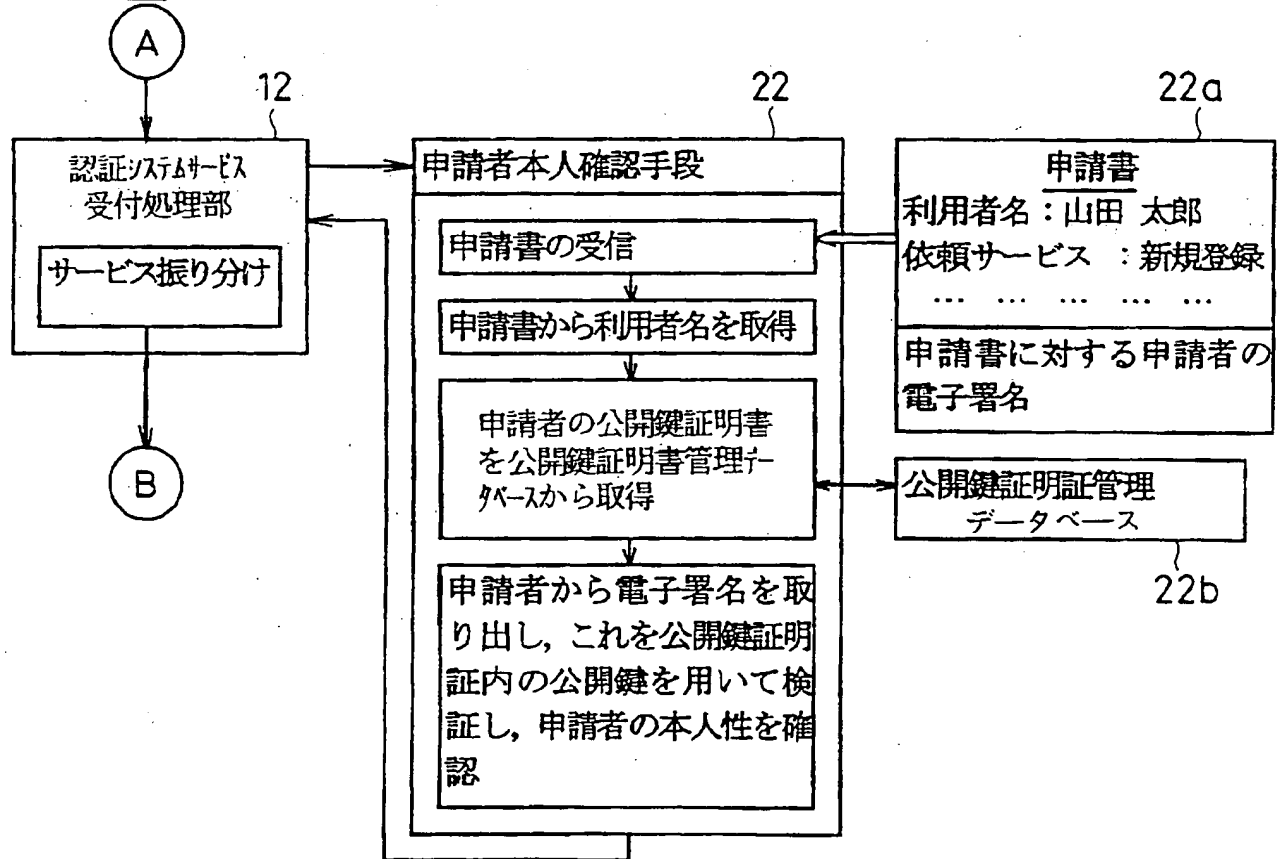 A
12
認証システムサービス
受付処理部
サービス振り分け
B
22
申請者本人確認手段
申請書の受信
申請書から利用者名を取得
申請者の公開鍵証明書
を公開鍵証明書管理デー
タベースから取得
申請者から電子署名を取
り出し,これを公開鍵証明
証内の公開鍵を用いて検
証し,申請者の本人性を確
認
22a
申請書
利用者名:山田 太郎
依頼サービス :新規登録
… … … … …
申請書に対する申請者の
電子署名
公開鍵証明証管理
データベース
22b